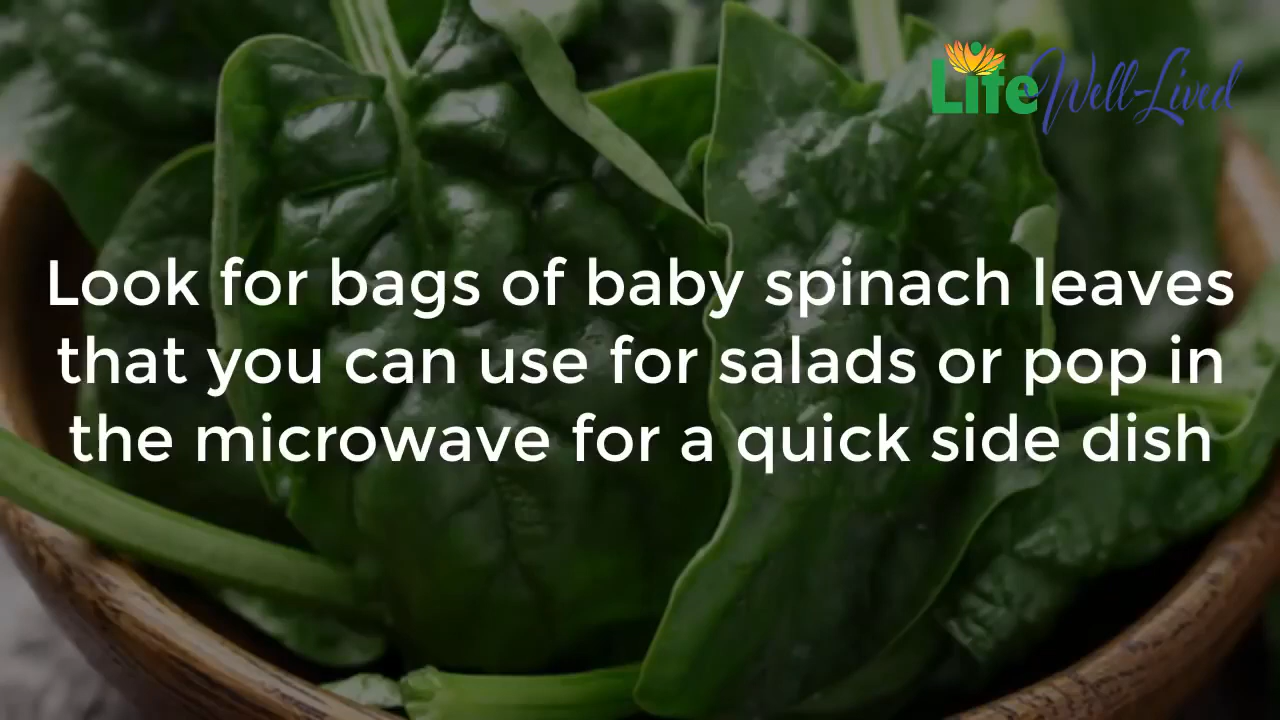 Life Well-Lived
Look for bags of baby spinach leaves
that you can use for salads or pop in
the microwave for a quick side dish